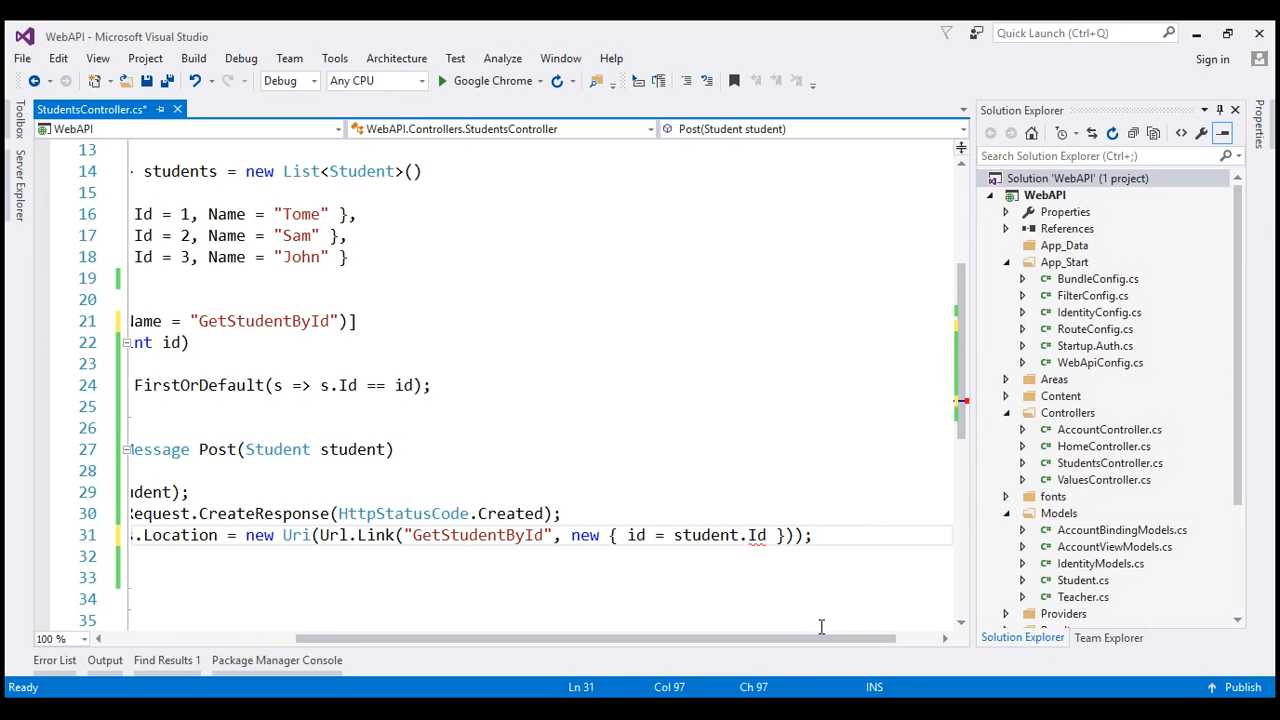 WebAPI - Microsoft Visual Studio
Quick Launch (Ctrl+Q)
File Edit View Project Build Debug Team Tools Architecture Test Analyze Window Help
Sign in
Debug Any CPU Google Chrome
Toolbox
Server Explorer
StudentsController.cs*
WebAPI WebAPI.Controllers.StudentsController Post(Student student)
13
14 students = new List<Student>()
15
16 Id = 1, Name = "Tome" },
17 Id = 2, Name = "Sam" },
18 Id = 3, Name = "John" }
19
20
21 ame = "GetStudentById")]
22 nt id)
23
24 FirstOrDefault(s => s.Id == id);
25
26
27 essage Post(Student student)
28
29 dent);
30 equest.CreateResponse(HttpStatusCode.Created);
31 .Location = new Uri(Url.Link("GetStudentById", new { id = student.Id }));
32
33
34
35
100 %
Solution Explorer
Search Solution Explorer (Ctrl+;)
Solution 'WebAPI' (1 project)
WebAPI
Properties
References
App_Data
App_Start
BundleConfig.cs
FilterConfig.cs
IdentityConfig.cs
RouteConfig.cs
Startup.Auth.cs
WebApiConfig.cs
Areas
Content
Controllers
AccountController.cs
HomeController.cs
StudentsController.cs
ValuesController.cs
fonts
Models
AccountBindingModels.cs
AccountViewModels.cs
IdentityModels.cs
Student.cs
Teacher.cs
Providers
Solution Explorer Team Explorer
Properties
Error List Output Find Results 1 Package Manager Console
Ready Ln 31 Col 97 Ch 97 INS Publish